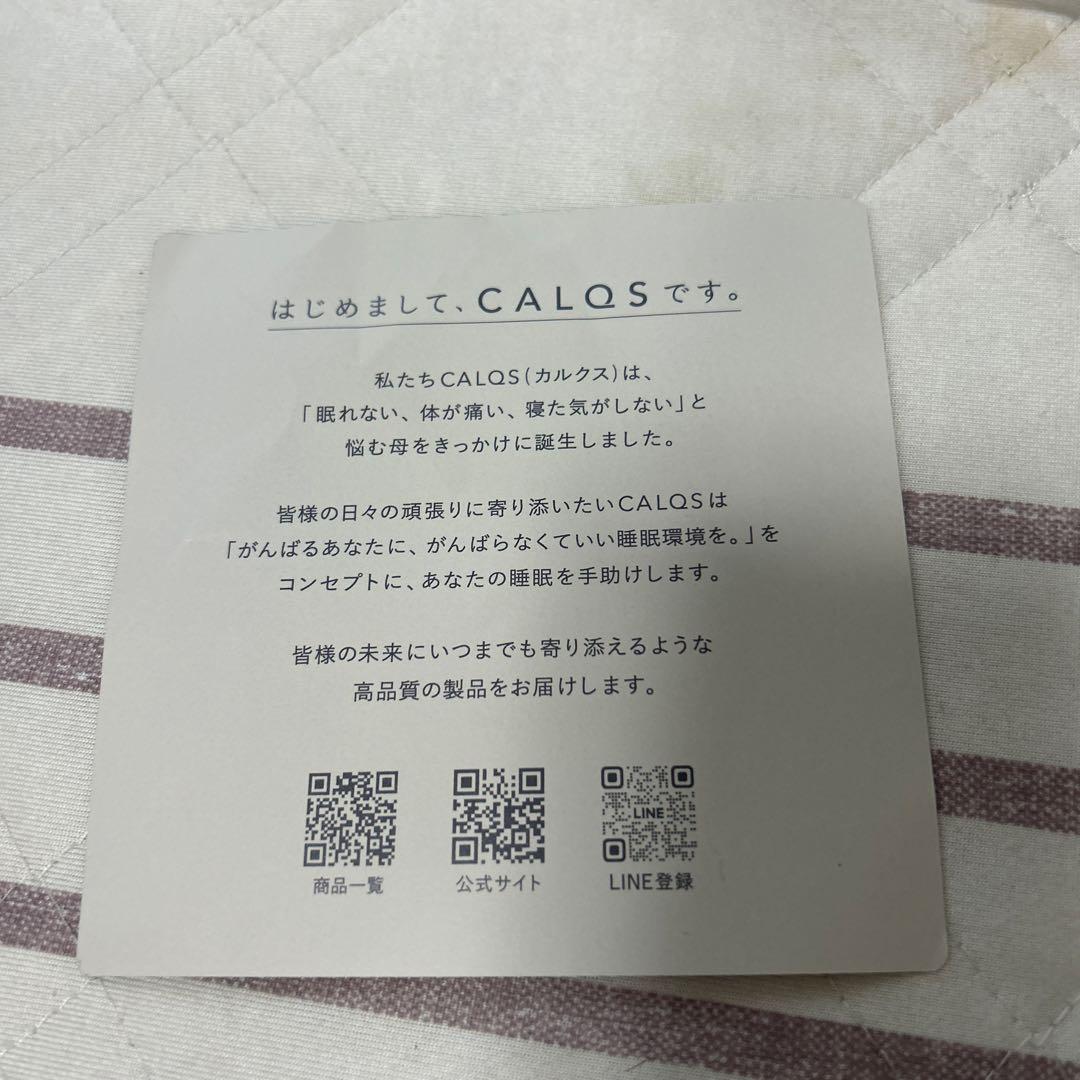 はじめまして、CALQSです。
私たちCALQS(カルクス)は、
「眠れない、体が痛い、寝た気がしない」と
悩む母をきっかけに誕生しました。
皆様の日々の頑張りに寄り添いたいCALQSは
「がんばるあなたに、がんばらなくていい睡眠環境を。」を
コンセプトに、あなたの睡眠を手助けします。
皆様の未来にいつまでも寄り添えるような
高品質の製品をお届けします。
LINE
商品一覧 公式サイト LINE登録